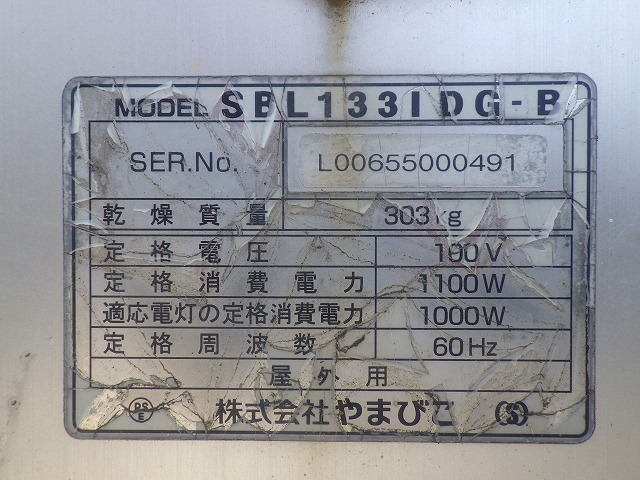 MODEL SBL133IDG-B
SER.No. L00655000491
乾燥質量 303kg
定格電圧 100V
定格消費電力 1100W
適応電灯の定格消費電力 1000W
定格周波数 60Hz
屋外用
PSE 株式会社やまびこ